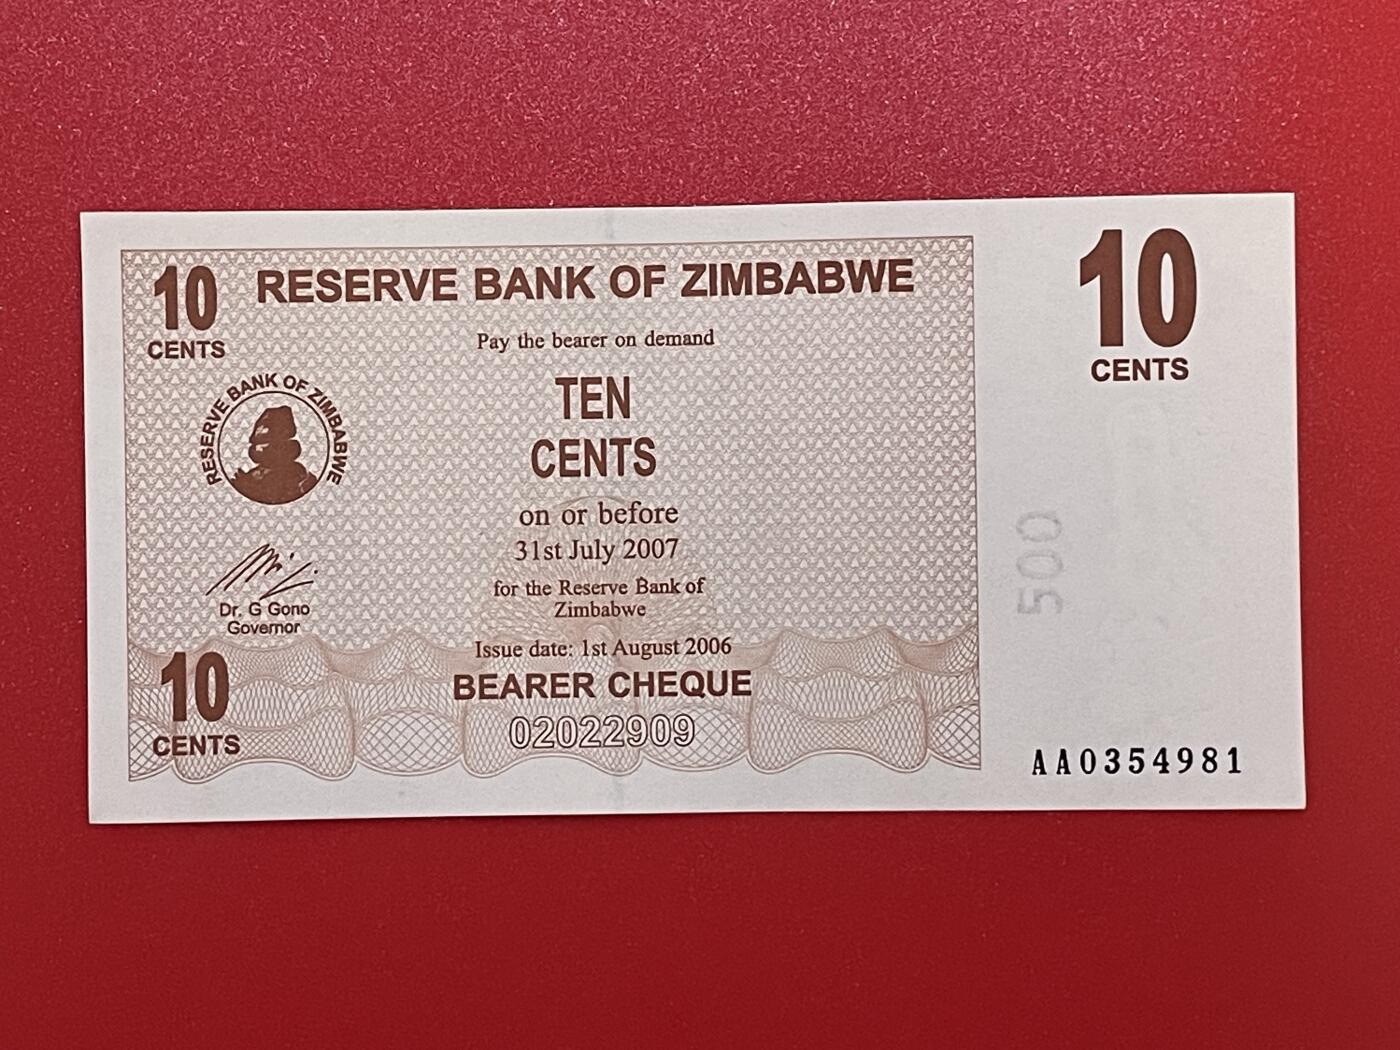 10
CENTS
RESERVE BANK OF ZIMBABWE
10
CENTS
Pay the bearer on demand
TEN
CENTS
RESERVE BANK OF ZIMBABWE
on or before
31st July 2007
for the Reserve Bank of
Zimbabwe
Dr. G Gono
Governor
Issue date: 1st August 2006
BEARER CHEQUE
02022909
10
CENTS
500
AA0354981